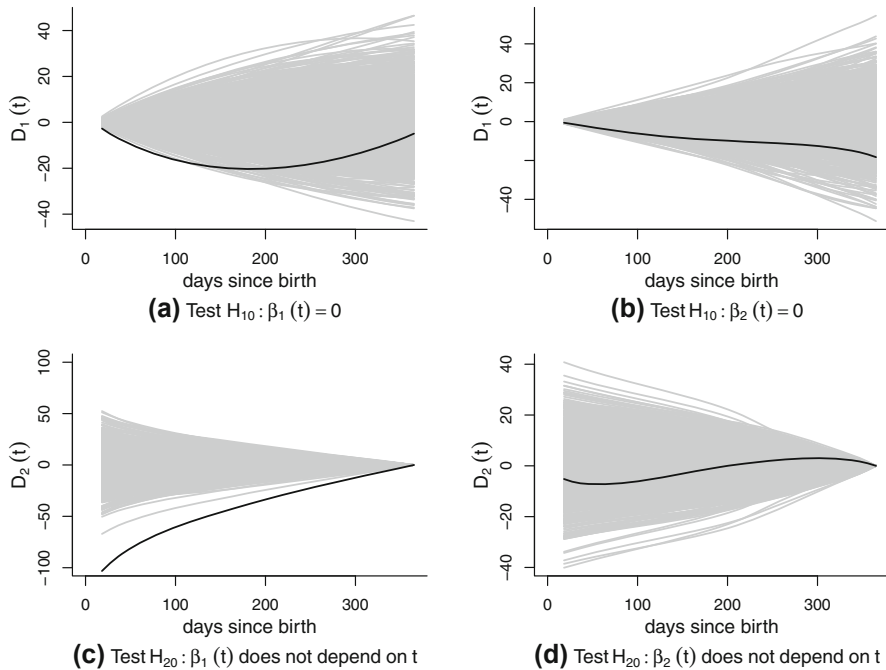 D₁ (t)
40
20
0
−20
−40
0 100 200 300
days since birth
(a) Test H₁₀ : β₁ (t) = 0
D₁ (t)
40
20
0
−40
0 100 200 300
days since birth
(b) Test H₁₀ : β₂ (t) = 0
D₂ (t)
100
50
0
−50
−100
0 100 200 300
days since birth
(c) Test H₂₀ : β₁ (t) does not depend on t
D₂ (t)
40
20
0
−20
−40
0 100 200 300
days since birth
(d) Test H₂₀ : β₂ (t) does not depend on t